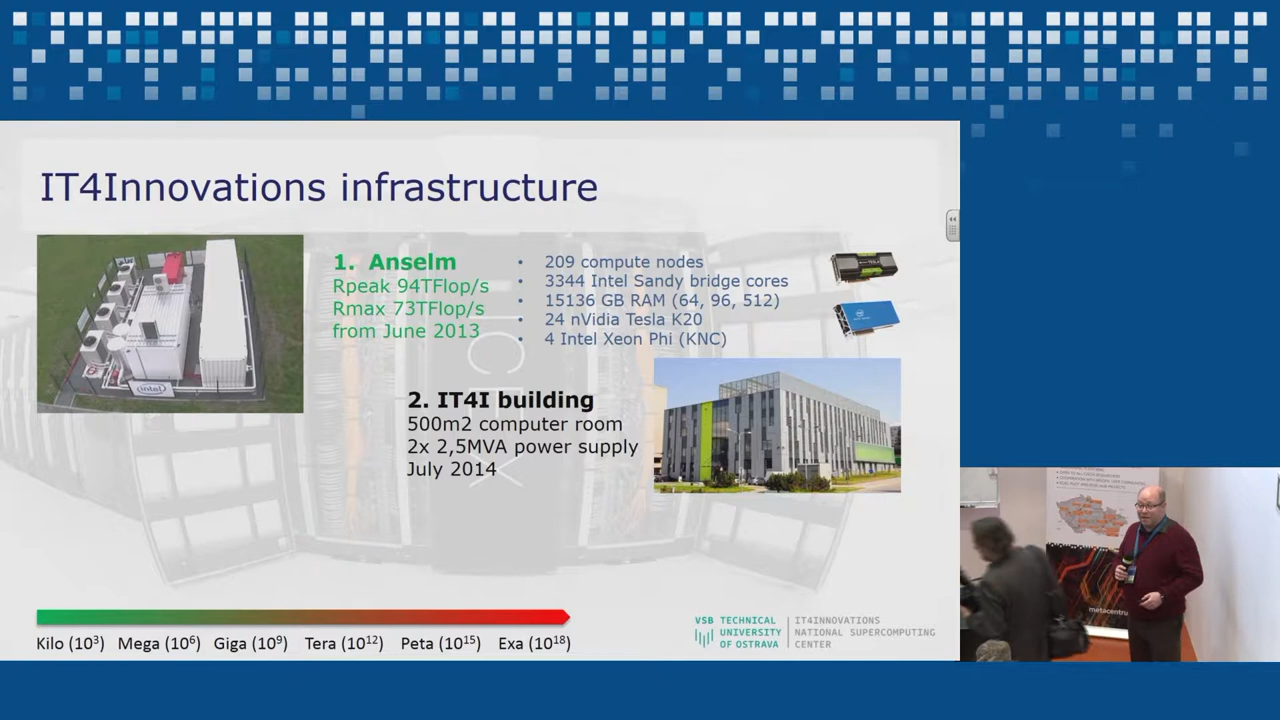 IT4Innovations infrastructure
1. Anselm
Rpeak 94TFlop/s
Rmax 73TFlop/s
from June 2013
• 209 compute nodes
• 3344 Intel Sandy bridge cores
• 15136 GB RAM (64, 96, 512)
• 24 nVidia Tesla K20
• 4 Intel Xeon Phi (KNC)
2. IT4I building
500m2 computer room
2x 2,5MVA power supply
July 2014
Kilo (10³) Mega (10⁶) Giga (10⁹) Tera (10¹²) Peta (10¹⁵) Exa (10¹⁸)
VSB TECHNICAL
UNIVERSITY
OF OSTRAVA
IT4INNOVATIONS
NATIONAL SUPERCOMPUTING
CENTER
metacentru